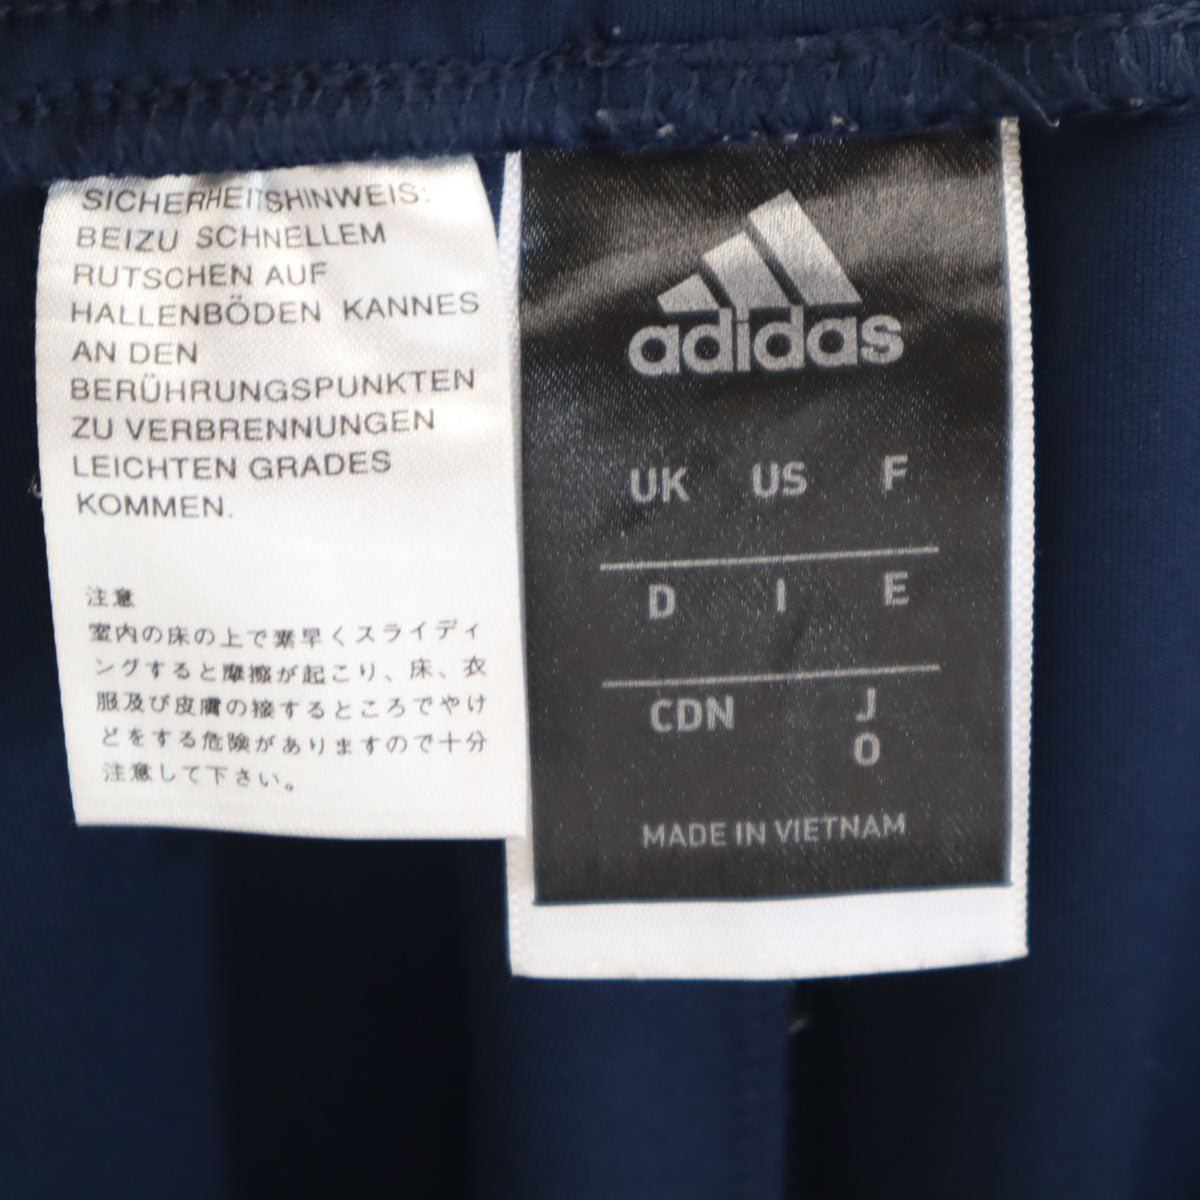 SICHERHEITSHINWEIS:
BEIZU SCHNELLEM
RUTSCHEN AUF
HALLENBÖDEN KANNES
AN DEN
BERÜHRUNGSPUNKTEN
ZU VERBRENNUNGEN
LEICHTEN GRADES
KOMMEN.
注意
室内の床の上で素早くスライディ
ングすると摩擦が起こり、床、衣
服及び皮膚の接するところでやけ
どをする危険がありますので十分
注意して下さい。
adidas
UK US F
D I E
CDN J
O
MADE IN VIETNAM